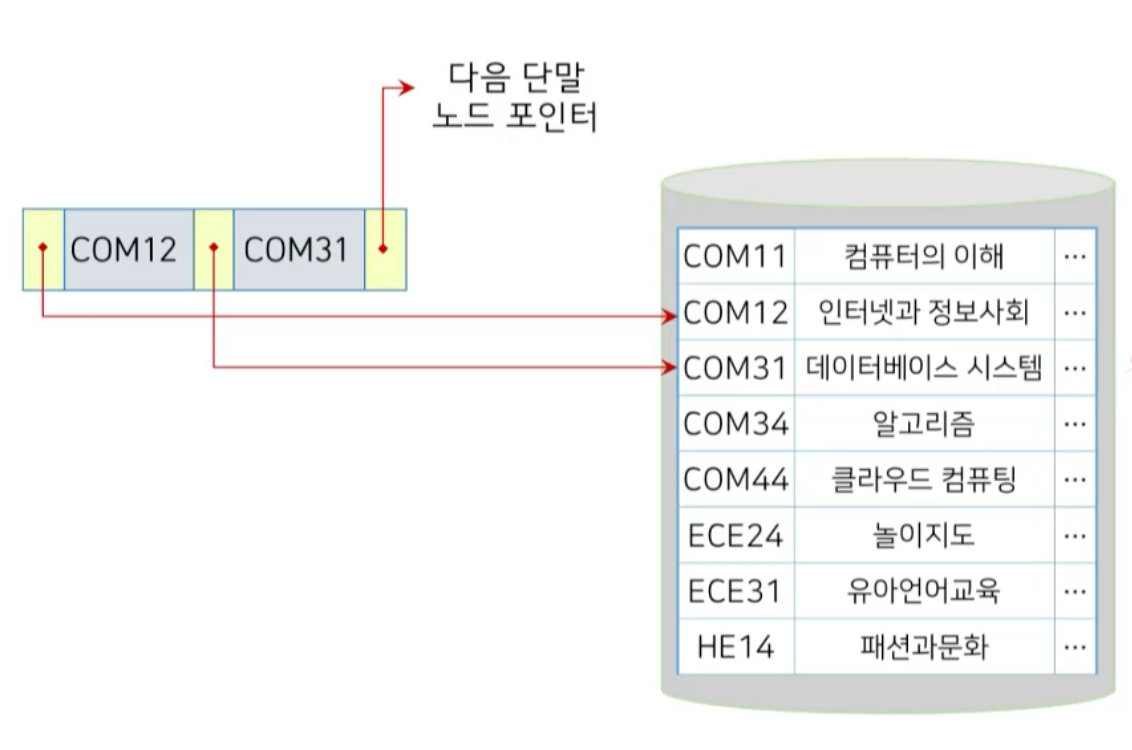 다음 단말
노드 포인터
COM12 COM31
COM11 컴퓨터의 이해 ...
COM12 인터넷과 정보사회 ...
COM31 데이터베이스 시스템 ...
COM34 알고리즘 ...
COM44 클라우드 컴퓨팅 ...
ECE24 놀이지도 ...
ECE31 유아언어교육 ...
HE14 패션과문화 ...